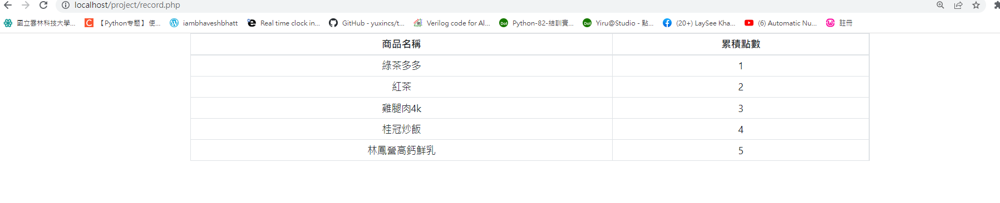 localhost/project/record.php
國立雲林科技大學...
【Python专题】使...
iambhaveshbhatt
Real time clock in...
GitHub - yuxincs/t...
Verilog code for Al...
Python-82-結訓實...
Yiru@Studio - 點...
(20+) LaySee Kha...
(6) Automatic Nu...
註冊
商品名稱 累積點數
綠茶多多 1
紅茶 2
雞腿肉4k 3
桂冠炒飯 4
林鳳營高鈣鮮乳 5